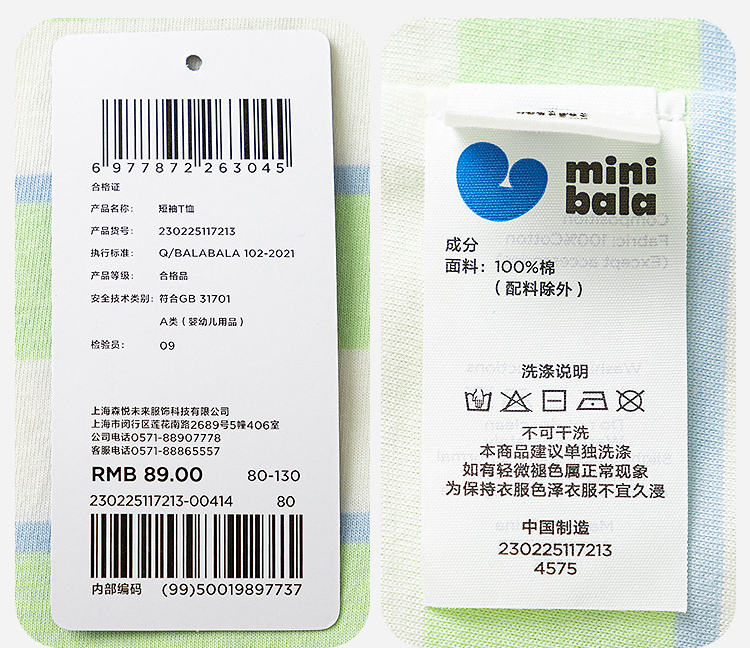 6 977872 263045
合格证
产品名称: 短袖T恤
产品货号: 230225117213
执行标准: Q/BALABALA 102-2021
产品等级: 合格品
安全技术类别: 符合GB 31701
A类(婴幼儿用品)
检验员: 09
上海森悦未来服饰科技有限公司
上海市闵行区莲花南路2689号5幢406室
公司电话0571-88907778
客服电话0571-88865557
RMB 89.00 80-130
230225117213-00414 80
内部编码 (99)50019897737
mini
bala
成分
面料: 100%棉
(配料除外)
洗涤说明
不可干洗
本商品建议单独洗涤
如有轻微褪色属正常现象
为保持衣服色泽衣服不宜久漫
中国制造
230225117213
4575